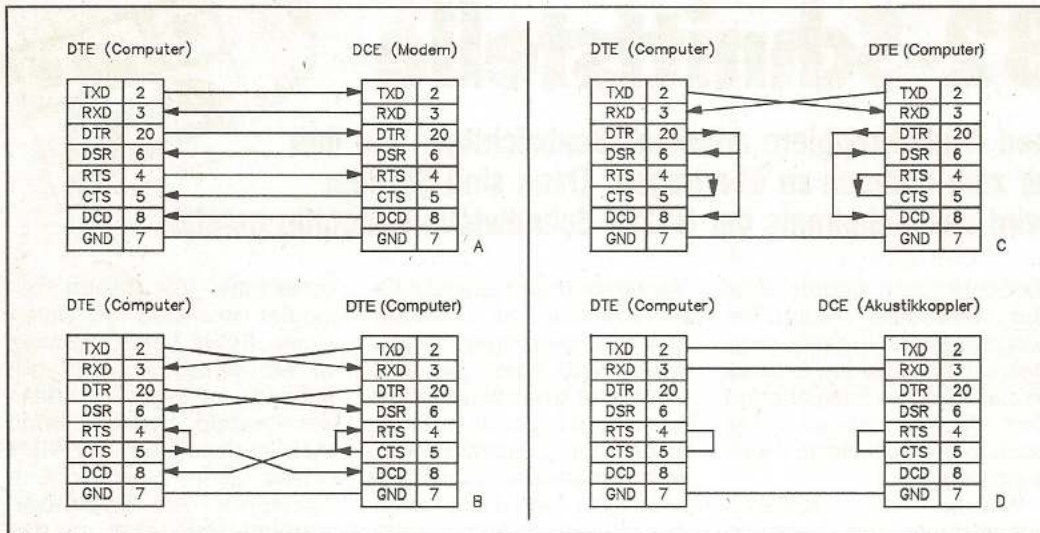 DTE (Computer) DCE (Modem)
TXD 2 TXD 2
RXD 3 RXD 3
DTR 20 DTR 20
DSR 6 DSR 6
RTS 4 RTS 4
CTS 5 CTS 5
DCD 8 DCD 8
GND 7 GND 7
A
DTE (Computer) DTE (Computer)
TXD 2 TXD 2
RXD 3 RXD 3
DTR 20 DTR 20
DSR 6 DSR 6
RTS 4 RTS 4
CTS 5 CTS 5
DCD 8 DCD 8
GND 7 GND 7
B
DTE (Computer) DTE (Computer)
TXD 2 TXD 2
RXD 3 RXD 3
DTR 20 DTR 20
DSR 6 DSR 6
RTS 4 RTS 4
CTS 5 CTS 5
DCD 8 DCD 8
GND 7 GND 7
C
DTE (Computer) DCE (Akustikkoppler)
TXD 2 TXD 2
RXD 3 RXD 3
DTR 20 DTR 20
DSR 6 DSR 6
RTS 4 RTS 4
CTS 5 CTS 5
DCD 8 DCD 8
GND 7 GND 7
D